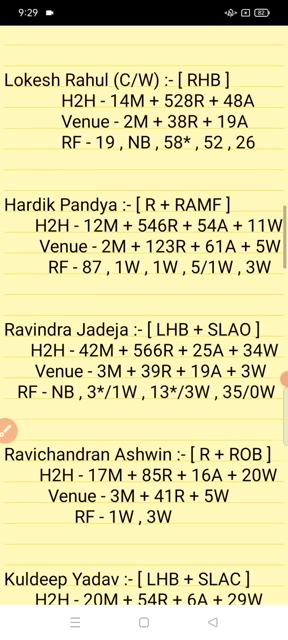 9:29
82
Lokesh Rahul (C/W) :- [ RHB ]
H2H - 14M + 528R + 48A
Venue - 2M + 38R + 19A
RF - 19 , NB , 58* , 52 , 26
Hardik Pandya :- [ R + RAMF ]
H2H - 12M + 546R + 54A + 11W
Venue - 2M + 123R + 61A + 5W
RF - 87 , 1W , 1W , 5/1W , 3W
Ravindra Jadeja :- [ LHB + SLAO ]
H2H - 42M + 566R + 25A + 34W
Venue - 3M + 39R + 19A + 3W
RF - NB , 3*/1W , 13*/3W , 35/0W
Ravichandran Ashwin :- [ R + ROB ]
H2H - 17M + 85R + 16A + 20W
Venue - 3M + 41R + 5W
RF - 1W , 3W
Kuldeep Yadav :- [ LHB + SLAC ]
H2H - 20M + 54R + 6A + 29W